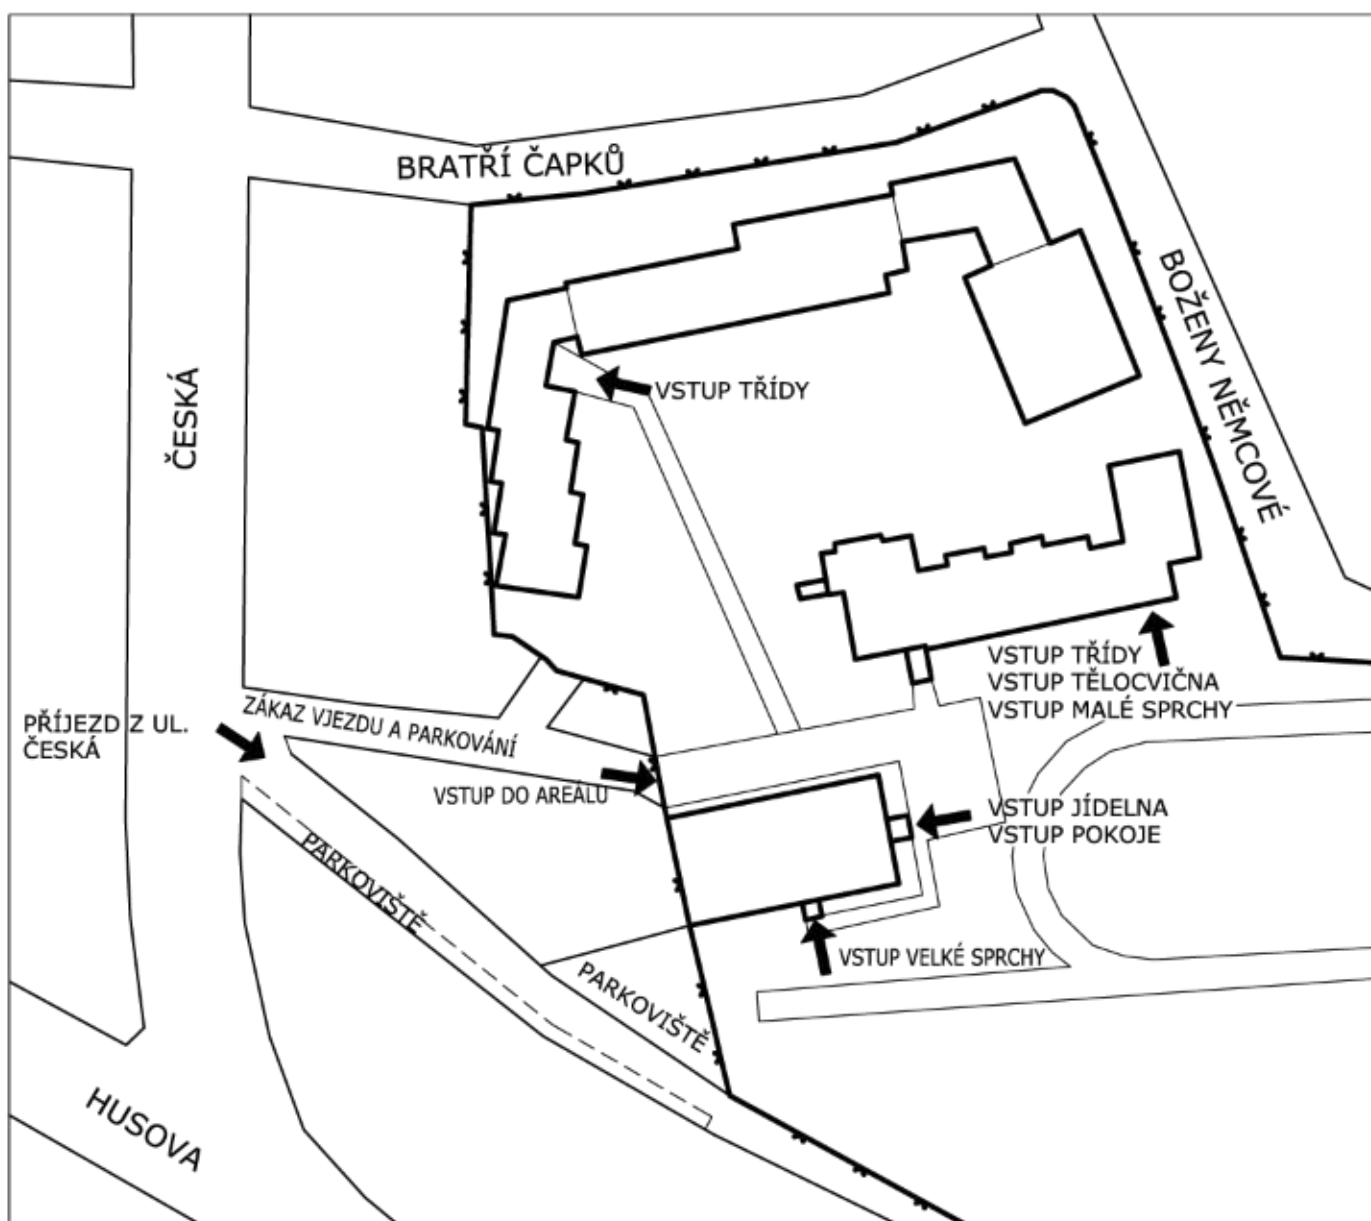 BRATŘÍ ČAPKŮ
BOŽENY NĚMCOVÉ
ČESKÁ
VSTUP TŘÍDY
VSTUP TŘÍDY
VSTUP TĚLOCVIČNA
VSTUP MALÉ SPRCHY
PŘÍJEZD Z UL.
ČESKÁ
ZÁKAZ VJEZDU A PARKOVÁNÍ
VSTUP DO AREÁLU
VSTUP JÍDELNA
VSTUP POKOJE
PARKOVIŠTĚ
VSTUP VELKÉ SPRCHY
PARKOVIŠTĚ
HUSOVA